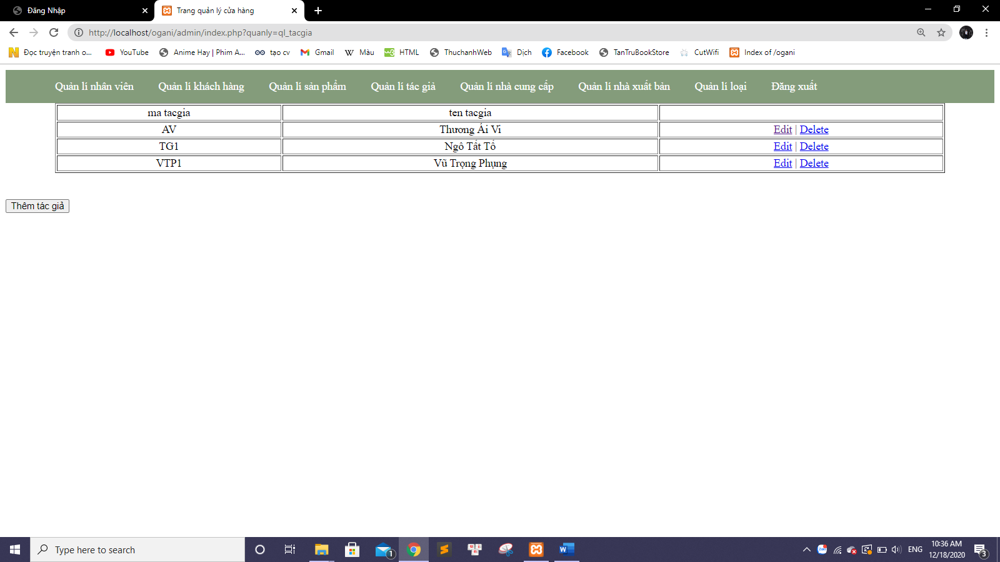 Đăng Nhập
Trang quản lý cửa hàng
http://localhost/ogani/admin/index.php?quanly=ql_tacgia
Đọc truyện tranh o...
YouTube
Anime Hay | Phim A...
tạo cv
Gmail
Màu
HTML
ThuchanhWeb
Dịch
Facebook
TanTruBookStore
CutWifi
Index of /ogani
Quản lí nhân viên
Quản lí khách hàng
Quản lí sản phẩm
Quản lí tác giả
Quản lí nhà cung cấp
Quản lí nhà xuất bản
Quản lí loại
Đăng xuất
ma tacgia ten tacgia
AV Thương Ái Vi Edit | Delete
TG1 Ngô Tất Tố Edit | Delete
VTP1 Vũ Trọng Phụng Edit | Delete
Thêm tác giả
Type here to search
1
ENG
10:36 AM
12/18/2020
3